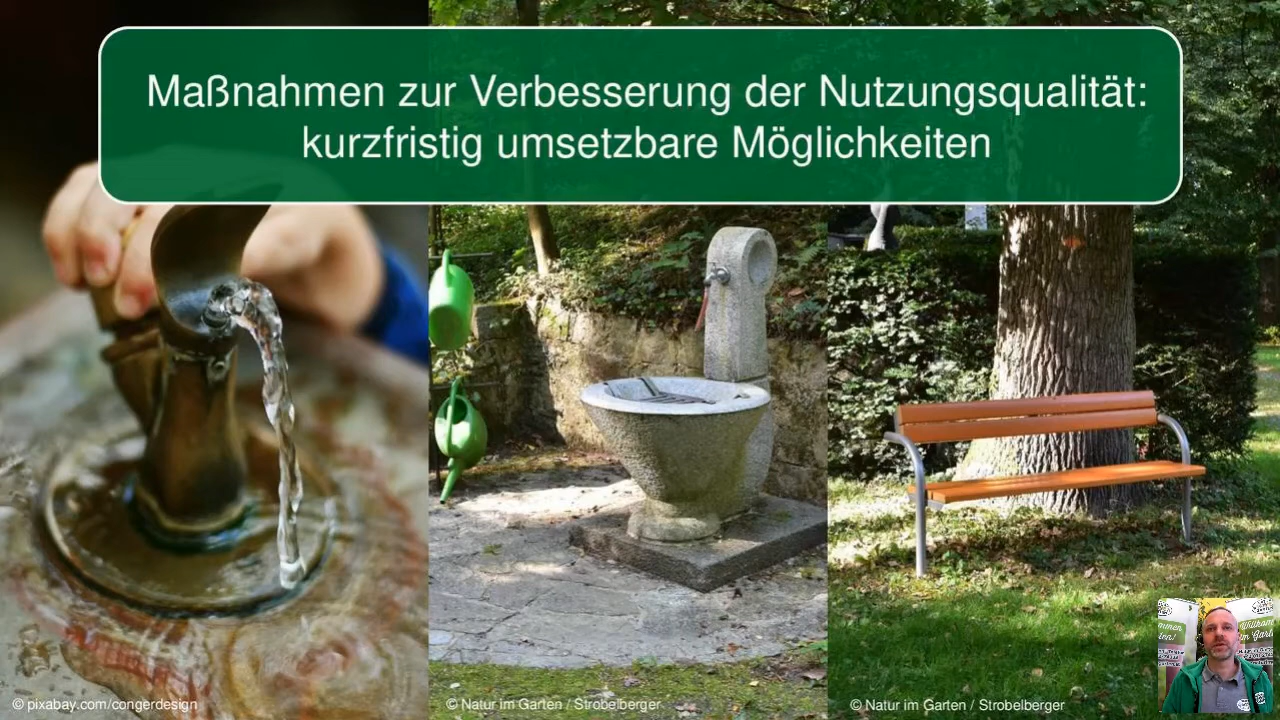 Maßnahmen zur Verbesserung der Nutzungsqualität:
kurzfristig umsetzbare Möglichkeiten
© pixabay.com/congerdesign
© Natur im Garten / Strobelberger
© Natur im Garten / Strobelberger